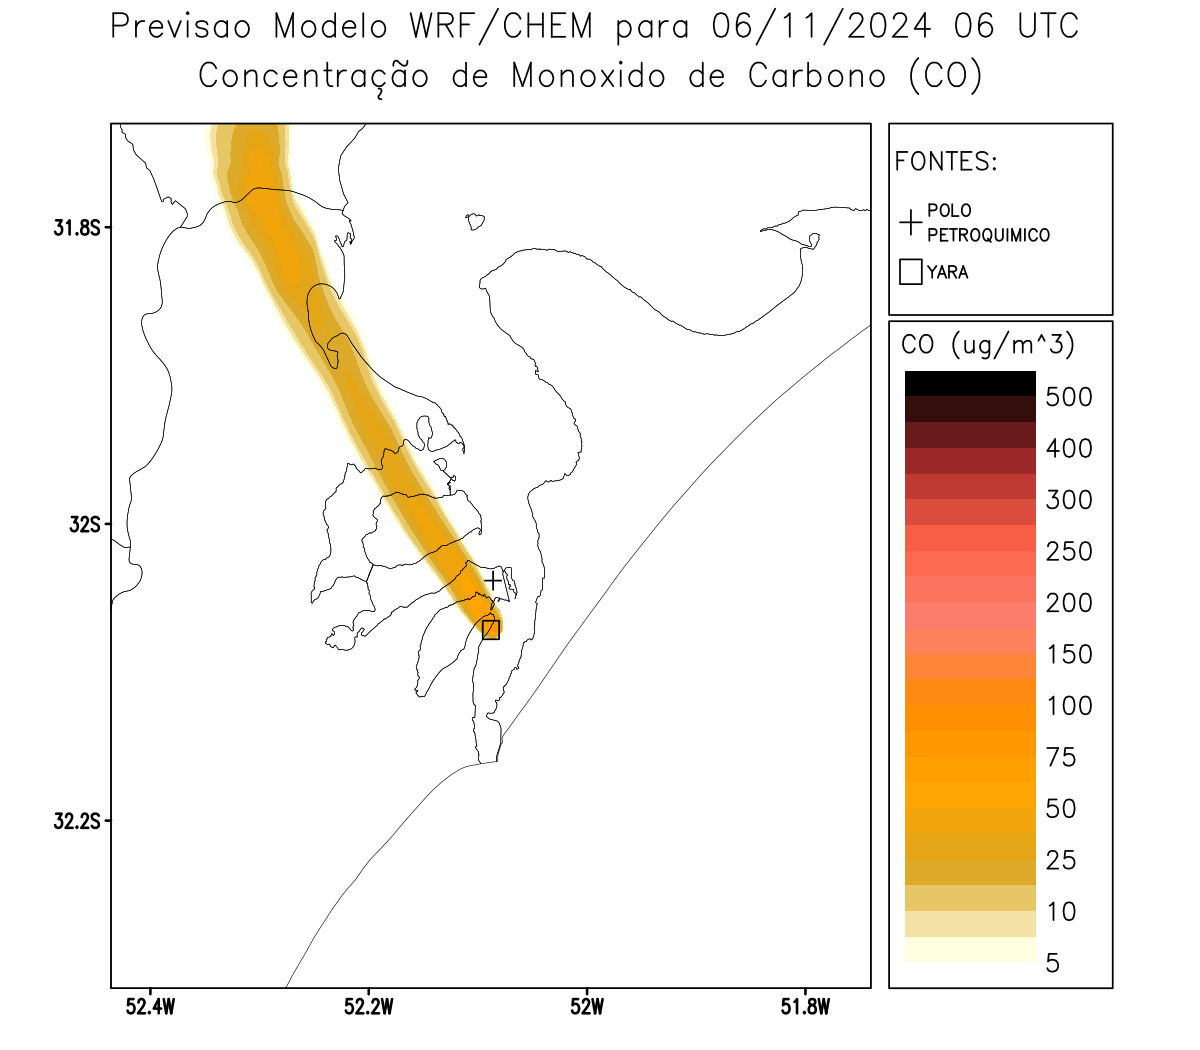 Previsao Modelo WRF/CHEM para 06/11/2024 06 UTC
Concentração de Monoxido de Carbono (CO)
FONTES:
POLO
PETROQUIMICO
YARA
CO (ug/m^3)
500
400
300
250
200
150
100
75
50
25
10
5
31.8S
32S
32.2S
52.4W
52.2W
52W
51.8W